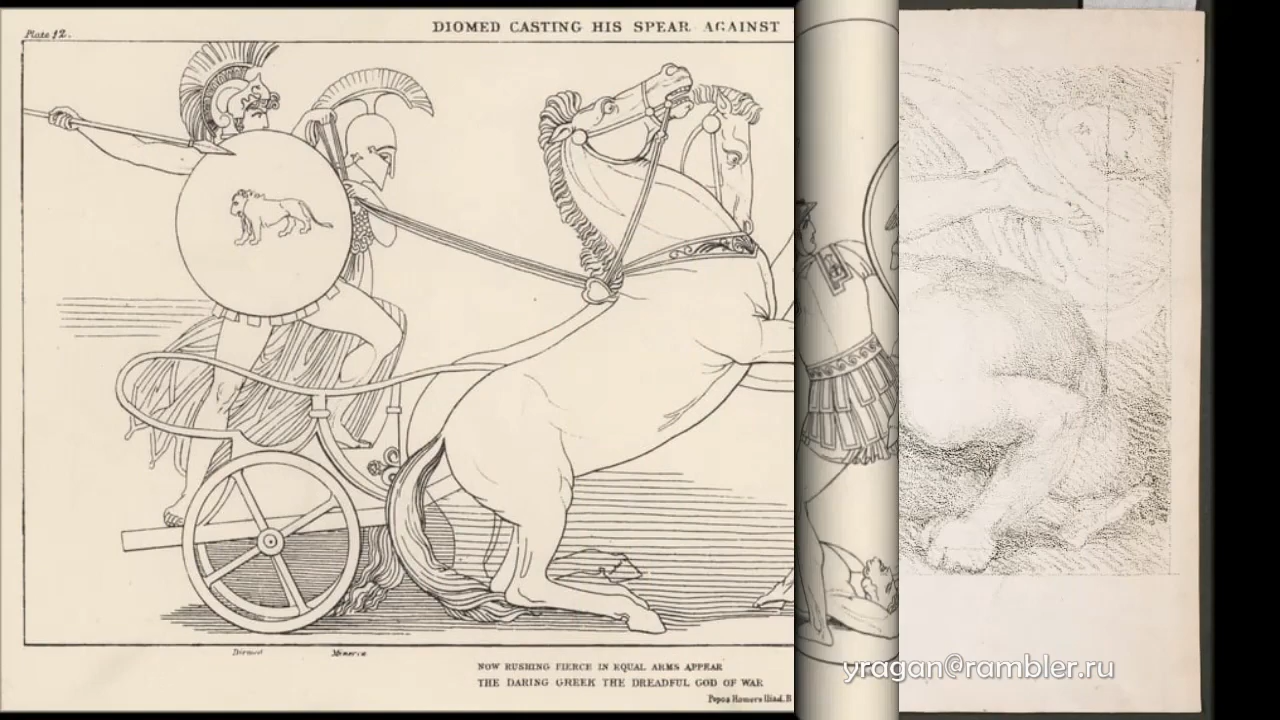 Plate 12.
DIOMED CASTING HIS SPEAR AGAINST
Diomed
Minerva
NOW RUSHING FIERCE IN EQUAL ARMS APPEAR
THE DARING GREEK THE DREADFUL GOD OF WAR
Popes Homers Iliad. B
yragan@rambler.ru